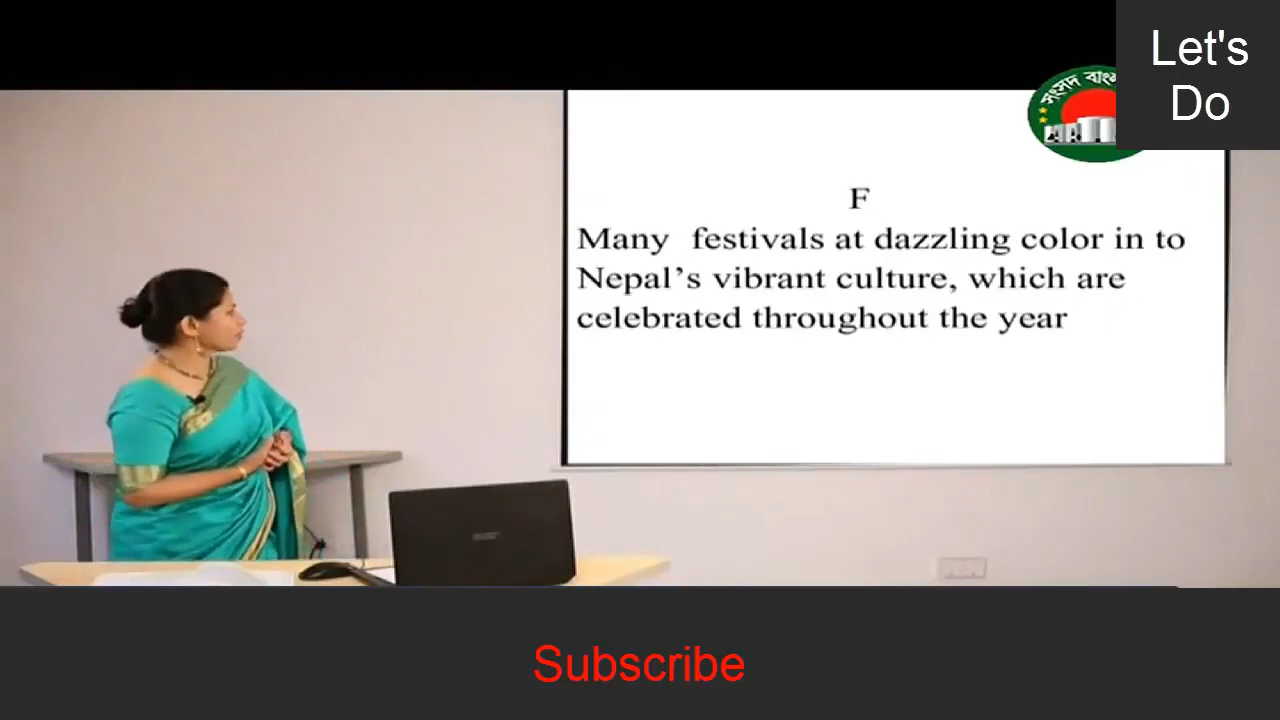 Let's
Do
সংসদ বাংলা
F
Many festivals at dazzling color in to
Nepal's vibrant culture, which are
celebrated throughout the year
Subscribe